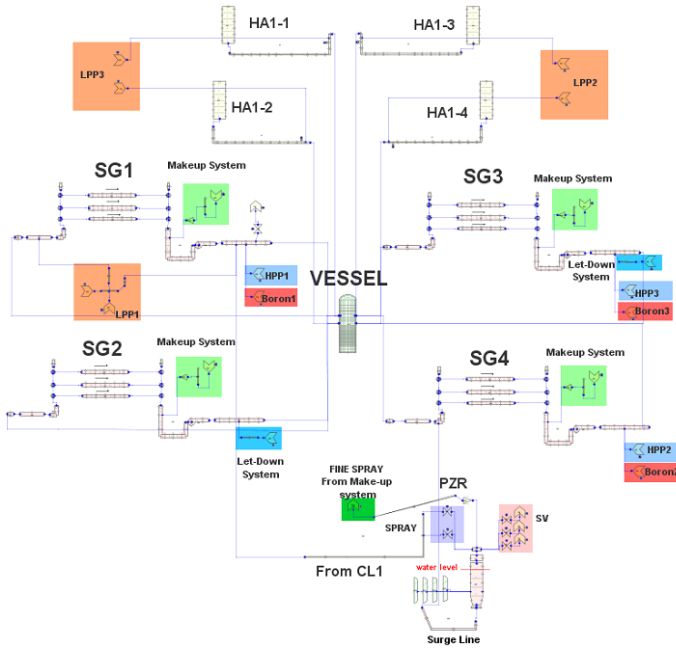 HA1-1
HA1-3
LPP3
LPP2
HA1-2
HA1-4
SG1
Makeup System
SG3
Makeup System
VESSEL
Let-Down
System
HPP1
Boron1
HPP3
Boron3
LPP1
SG2
Makeup System
SG4
Makeup System
Let-Down
System
FINE SPRAY
From Make-up
system
PZR
HPP2
Boron2
SPRAY
SV
From CL1
water level
Surge Line